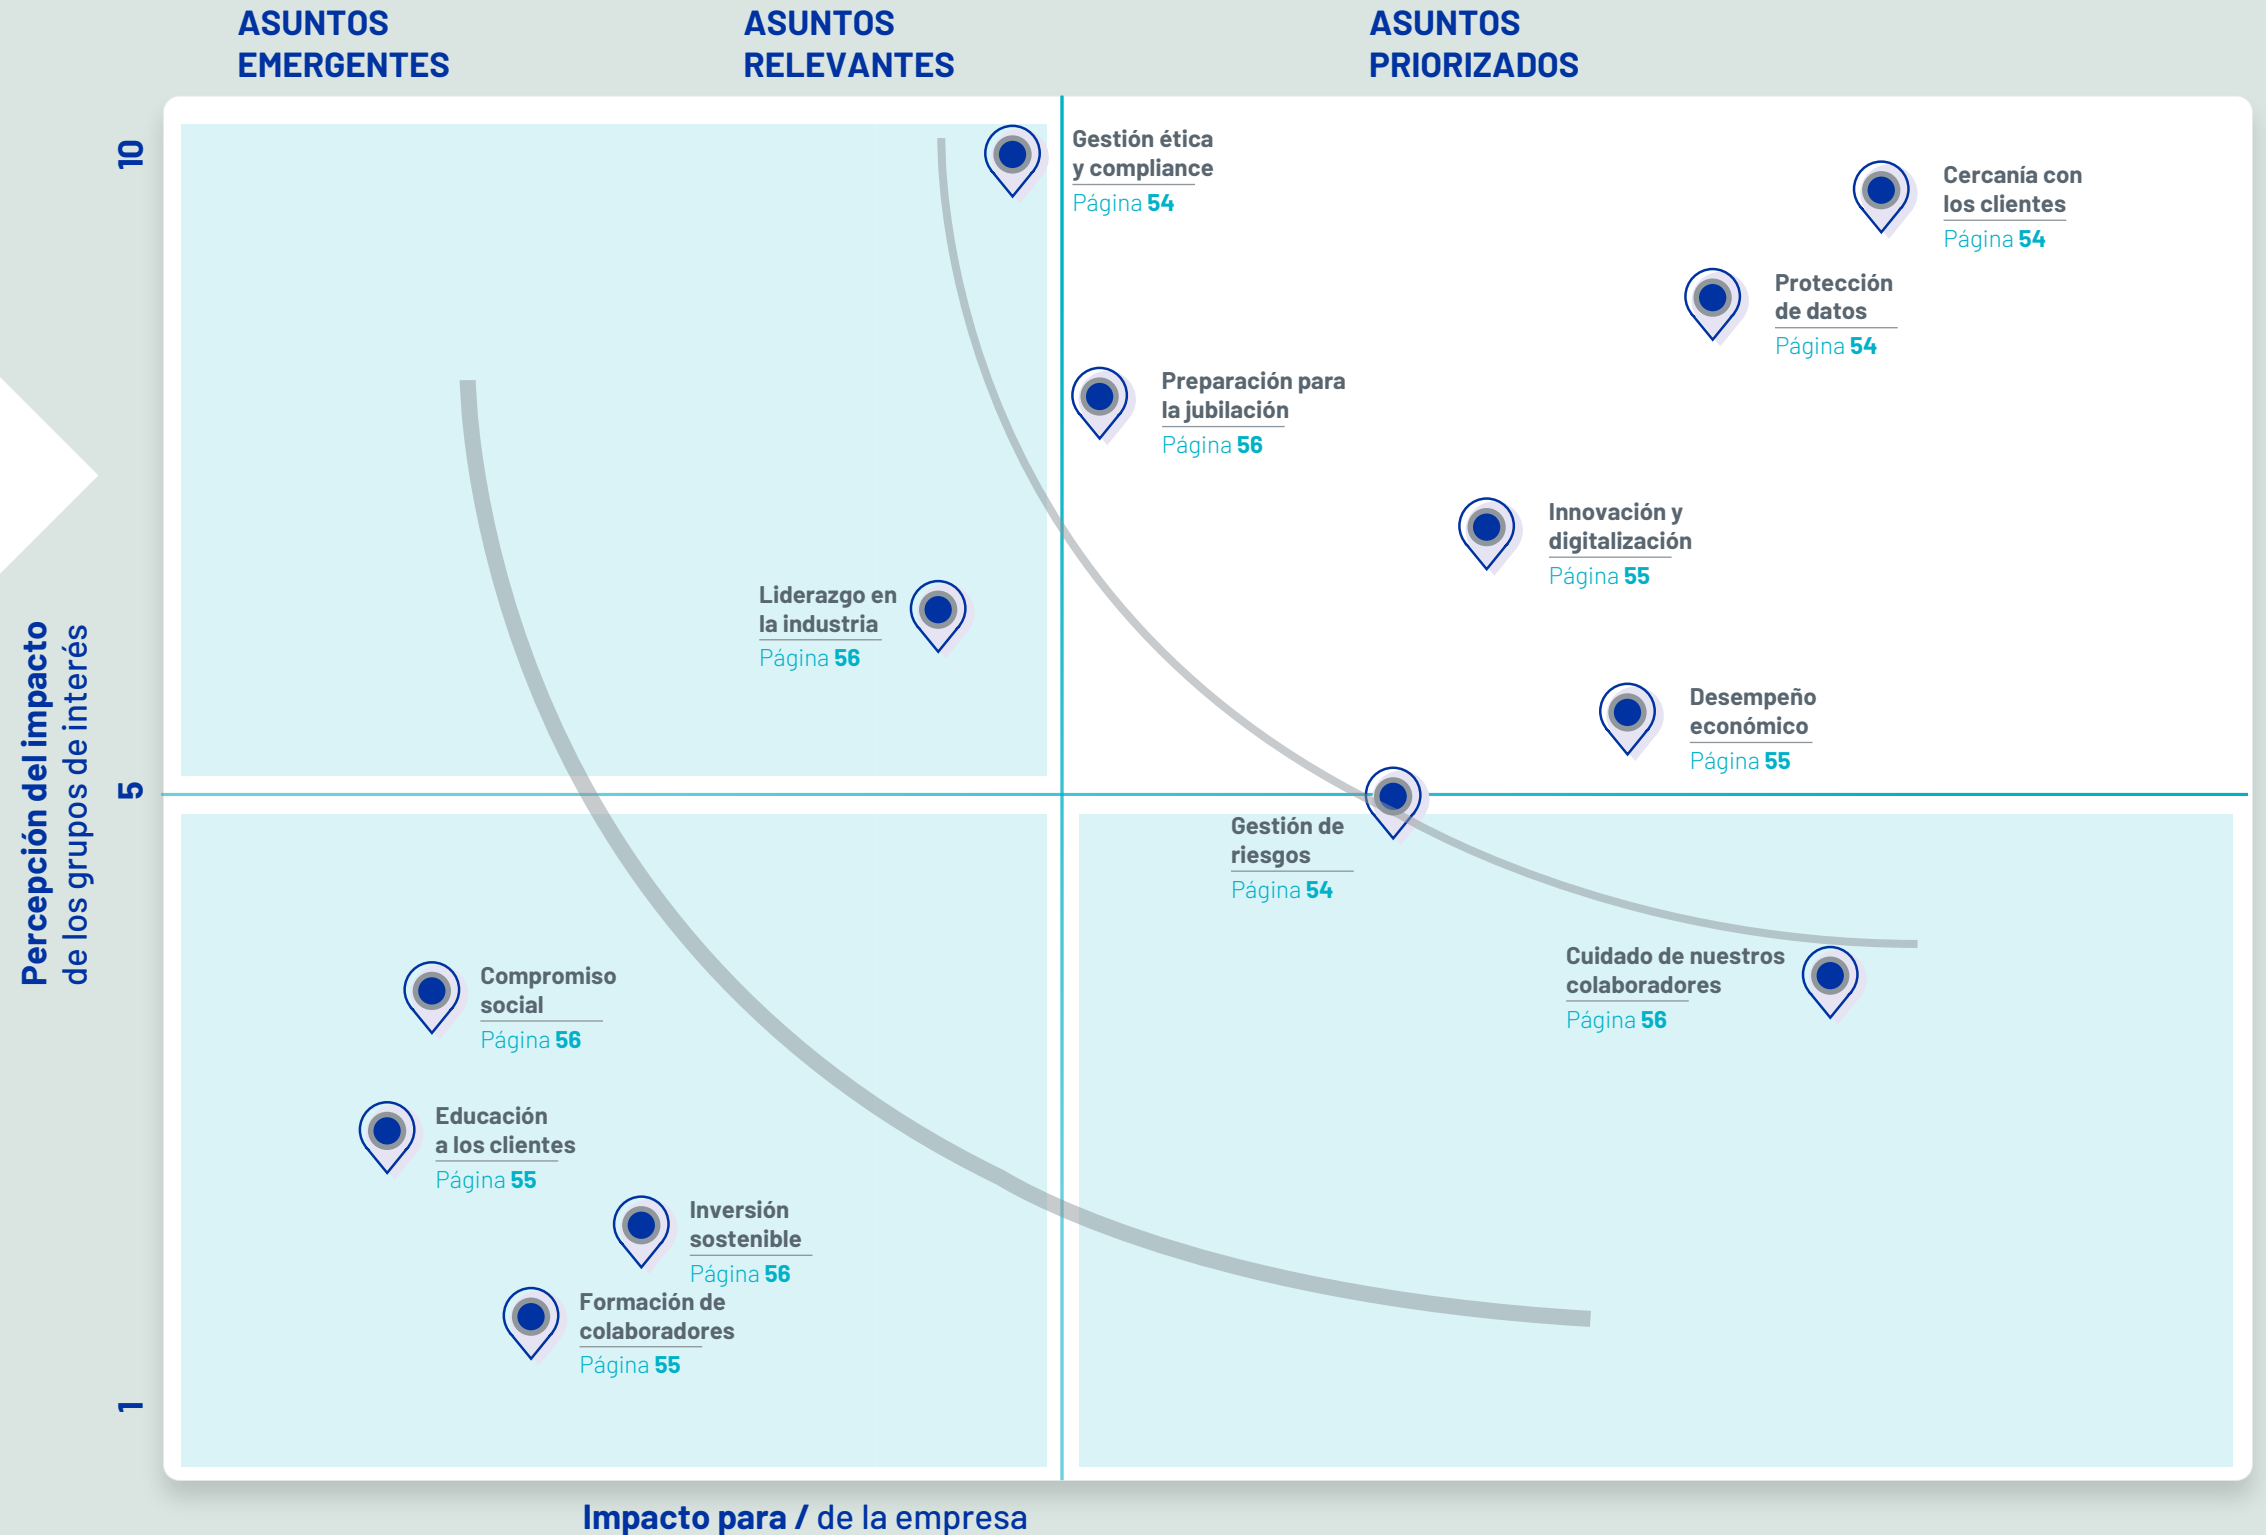 ASUNTOS
EMERGENTES
ASUNTOS
RELEVANTES
ASUNTOS
PRIORIZADOS
10
Gestión ética
y compliance
Página 54
Cercanía con
los clientes
Página 54
Protección
de datos
Página 54
Preparación para
la jubilación
Página 56
Innovación y
digitalización
Página 55
Liderazgo en
la industria
Página 56
Desempeño
económico
Página 55
Percepción del impacto
de los grupos de interés
5
Gestión de
riesgos
Página 54
Cuidado de nuestros
colaboradores
Página 56
Compromiso
social
Página 56
Educación
a los clientes
Página 55
Inversión
sostenible
Página 56
Formación de
colaboradores
Página 55
1
Impacto para / de la empresa